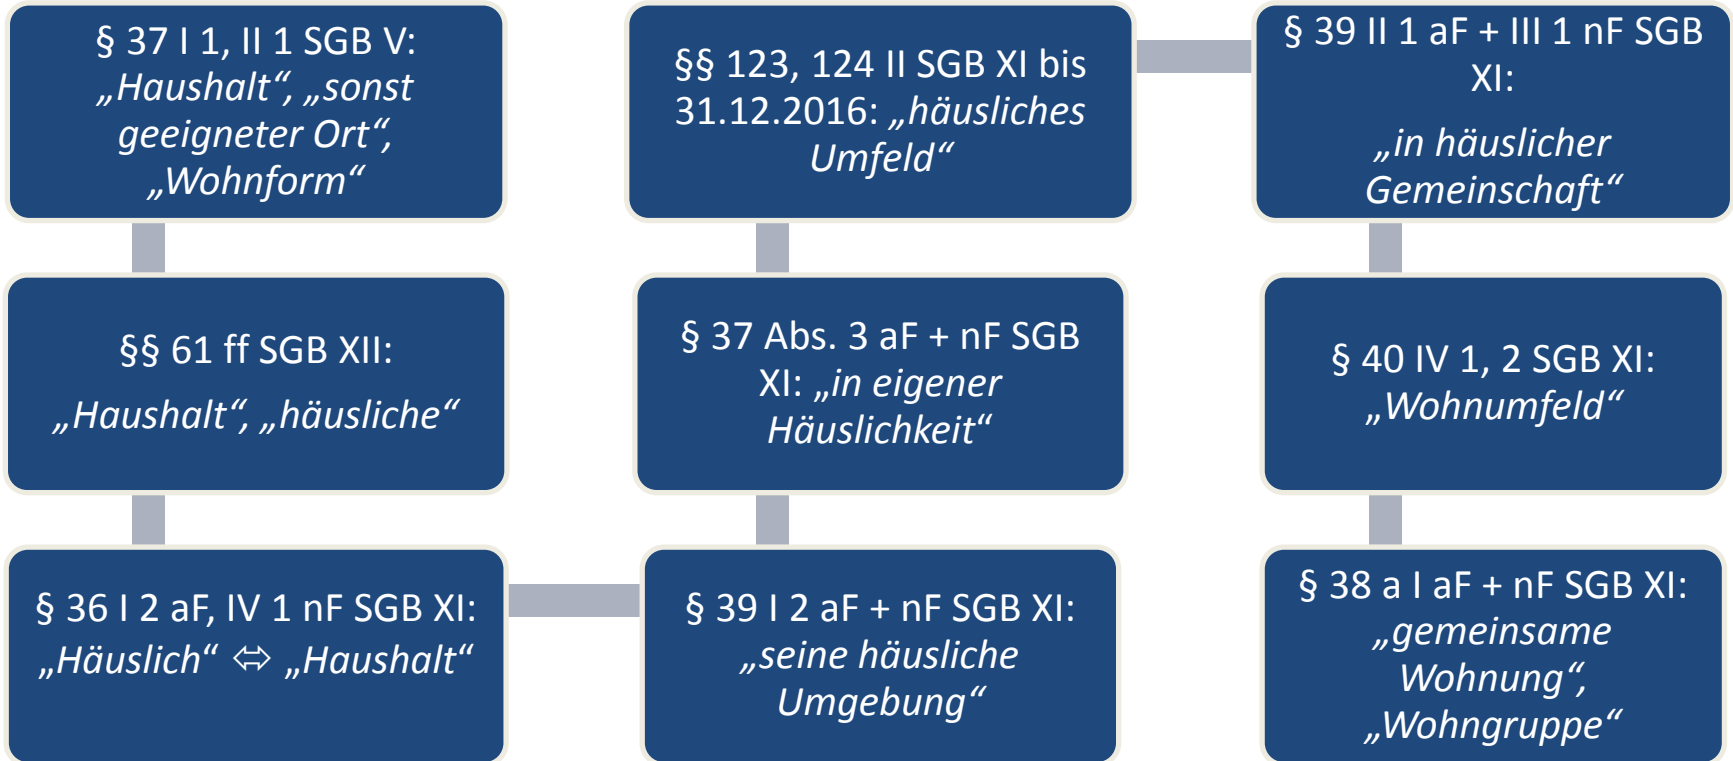 § 37 I 1, II 1 SGB V:
„Haushalt“, „sonst
geeigneter Ort“,
„Wohnform“
§§ 61 ff SGB XII:
„Haushalt“, „häusliche“
§ 36 I 2 aF, IV 1 nF SGB XI:
„Häuslich“ ⬄ „Haushalt“
§ 39 I 2 aF + nF SGB XI:
„seine häusliche
Umgebung“
§ 37 Abs. 3 aF + nF SGB
XI: „in eigener
Häuslichkeit“
§§ 123, 124 II SGB XI bis
31.12.2016: „häusliches
Umfeld“
§ 39 II 1 aF + III 1 nF SGB
XI:
„in häuslicher
Gemeinschaft“
§ 40 IV 1, 2 SGB XI:
„Wohnumfeld“
§ 38 a I aF + nF SGB XI:
„gemeinsame
Wohnung“,
„Wohngruppe“